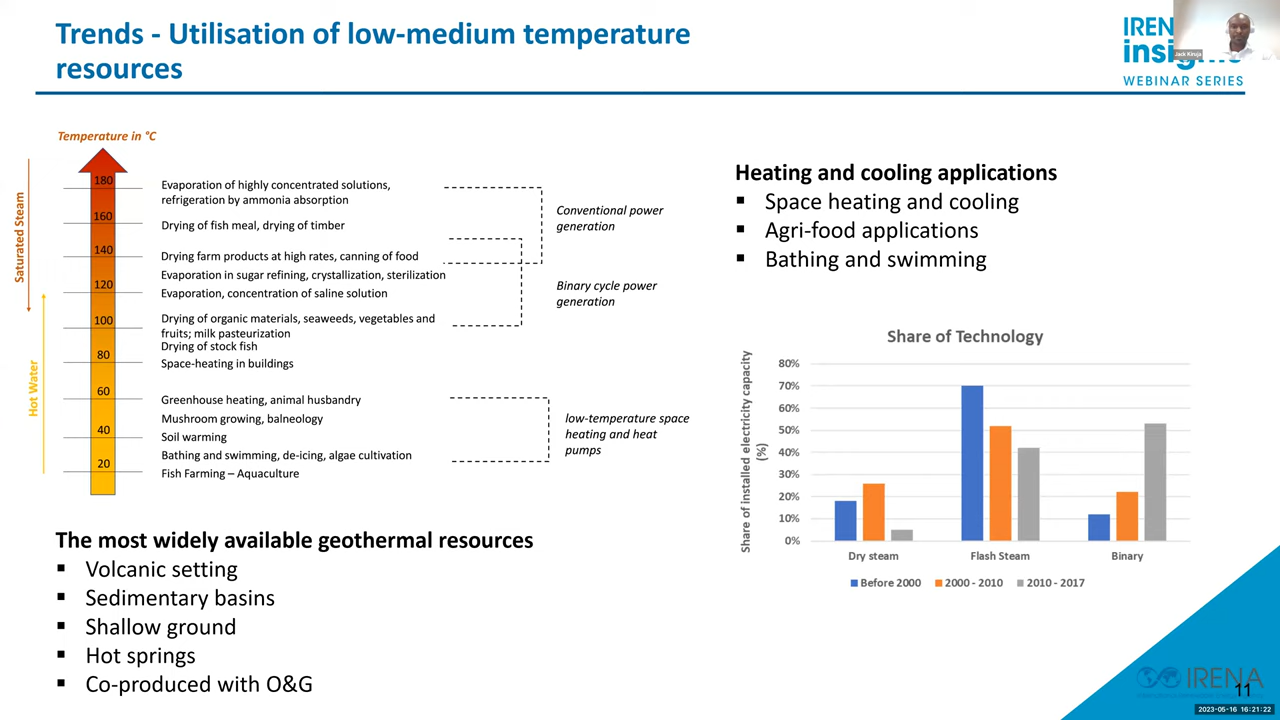 Trends - Utilisation of low-medium temperature
resources
IREN
insights
WEBINAR SERIES
Jack Kiruja
Temperature in °C
Saturated Steam
Hot Water
180
160
140
120
100
80
60
40
20
Evaporation of highly concentrated solutions,
refrigeration by ammonia absorption
Drying of fish meal, drying of timber
Drying farm products at high rates, canning of food
Evaporation in sugar refining, crystallization, sterilization
Evaporation, concentration of saline solution
Drying of organic materials, seaweeds, vegetables and
fruits; milk pasteurization
Drying of stock fish
Space-heating in buildings
Greenhouse heating, animal husbandry
Mushroom growing, balneology
Soil warming
Bathing and swimming, de-icing, algae cultivation
Fish Farming – Aquaculture
Conventional power
generation
Binary cycle power
generation
low-temperature space
heating and heat
pumps
The most widely available geothermal resources
▪ Volcanic setting
▪ Sedimentary basins
▪ Shallow ground
▪ Hot springs
▪ Co-produced with O&G
Heating and cooling applications
▪ Space heating and cooling
▪ Agri-food applications
▪ Bathing and swimming
Share of Technology
Share of installed electricity capacity
(%)
80%
70%
60%
50%
40%
30%
20%
10%
0%
Dry steam
Flash Steam
Binary
Before 2000
2000 - 2010
2010 - 2017
IRENA
11
2023-05-16 16:21:22